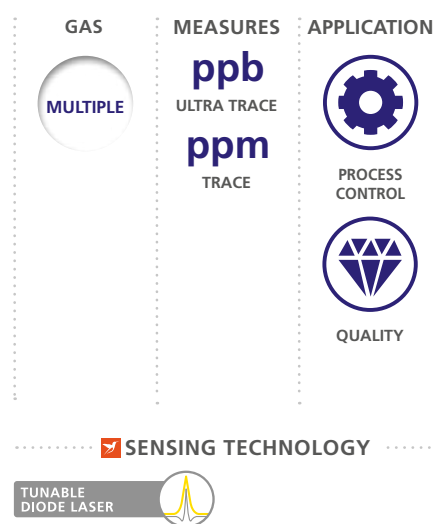 GAS
MULTIPLE
MEASURES
ppb
ULTRA TRACE
ppm
TRACE
APPLICATION
PROCESS
CONTROL
QUALITY
SENSING TECHNOLOGY
TUNABLE
DIODE LASER